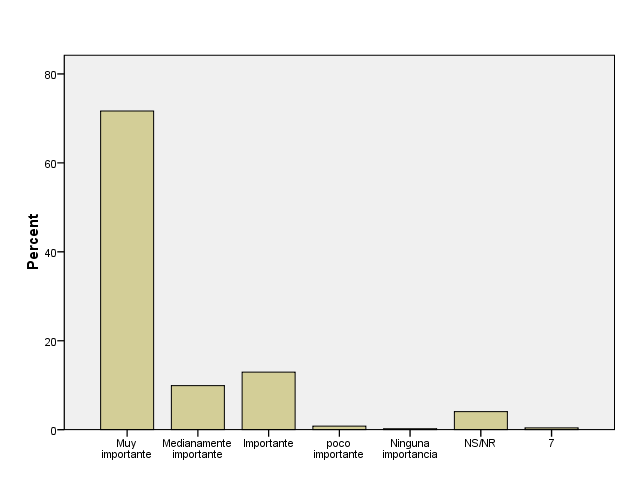 80
60
40
20
0
Percent
Muy
importante
Medianamente
importante
Importante
poco
importante
Ninguna
importancia
NS/NR
7